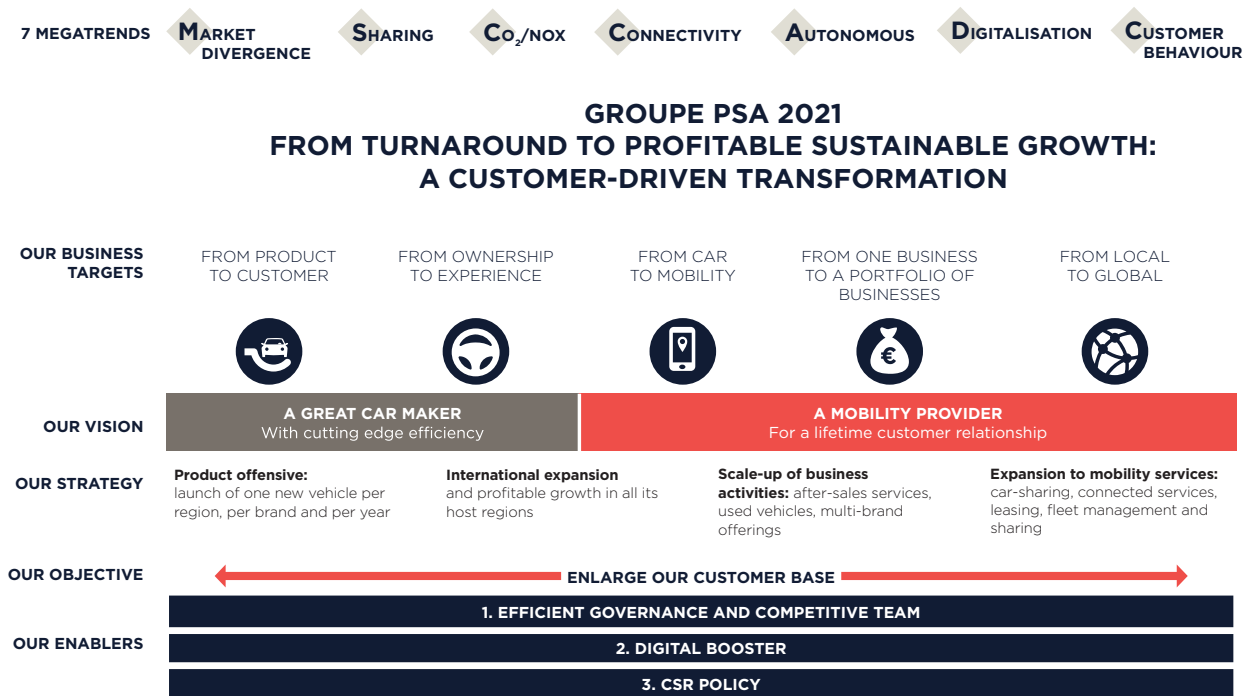 7 MEGATRENDS
MARKET
DIVERGENCE
SHARING
CO₂/NOX
CONNECTIVITY
AUTONOMOUS
DIGITALISATION
CUSTOMER
BEHAVIOUR
GROUPE PSA 2021
FROM TURNAROUND TO PROFITABLE SUSTAINABLE GROWTH:
A CUSTOMER-DRIVEN TRANSFORMATION
OUR BUSINESS
TARGETS
FROM PRODUCT
TO CUSTOMER
FROM OWNERSHIP
TO EXPERIENCE
FROM CAR
TO MOBILITY
FROM ONE BUSINESS
TO A PORTFOLIO OF
BUSINESSES
FROM LOCAL
TO GLOBAL
€
OUR VISION
A GREAT CAR MAKER
With cutting edge efficiency
A MOBILITY PROVIDER
For a lifetime customer relationship
OUR STRATEGY
Product offensive:
launch of one new vehicle per
region, per brand and per year
International expansion
and profitable growth in all its
host regions
Scale-up of business
activities: after-sales services,
used vehicles, multi-brand
offerings
Expansion to mobility services:
car-sharing, connected services,
leasing, fleet management and
sharing
OUR OBJECTIVE
ENLARGE OUR CUSTOMER BASE
OUR ENABLERS
1. EFFICIENT GOVERNANCE AND COMPETITIVE TEAM
2. DIGITAL BOOSTER
3. CSR POLICY